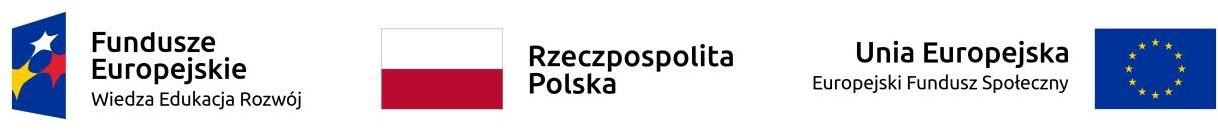 Fundusze
Europejskie
Wiedza Edukacja Rozwój
Rzeczpospolita
Polska
Unia Europejska
Europejski Fundusz Społeczny